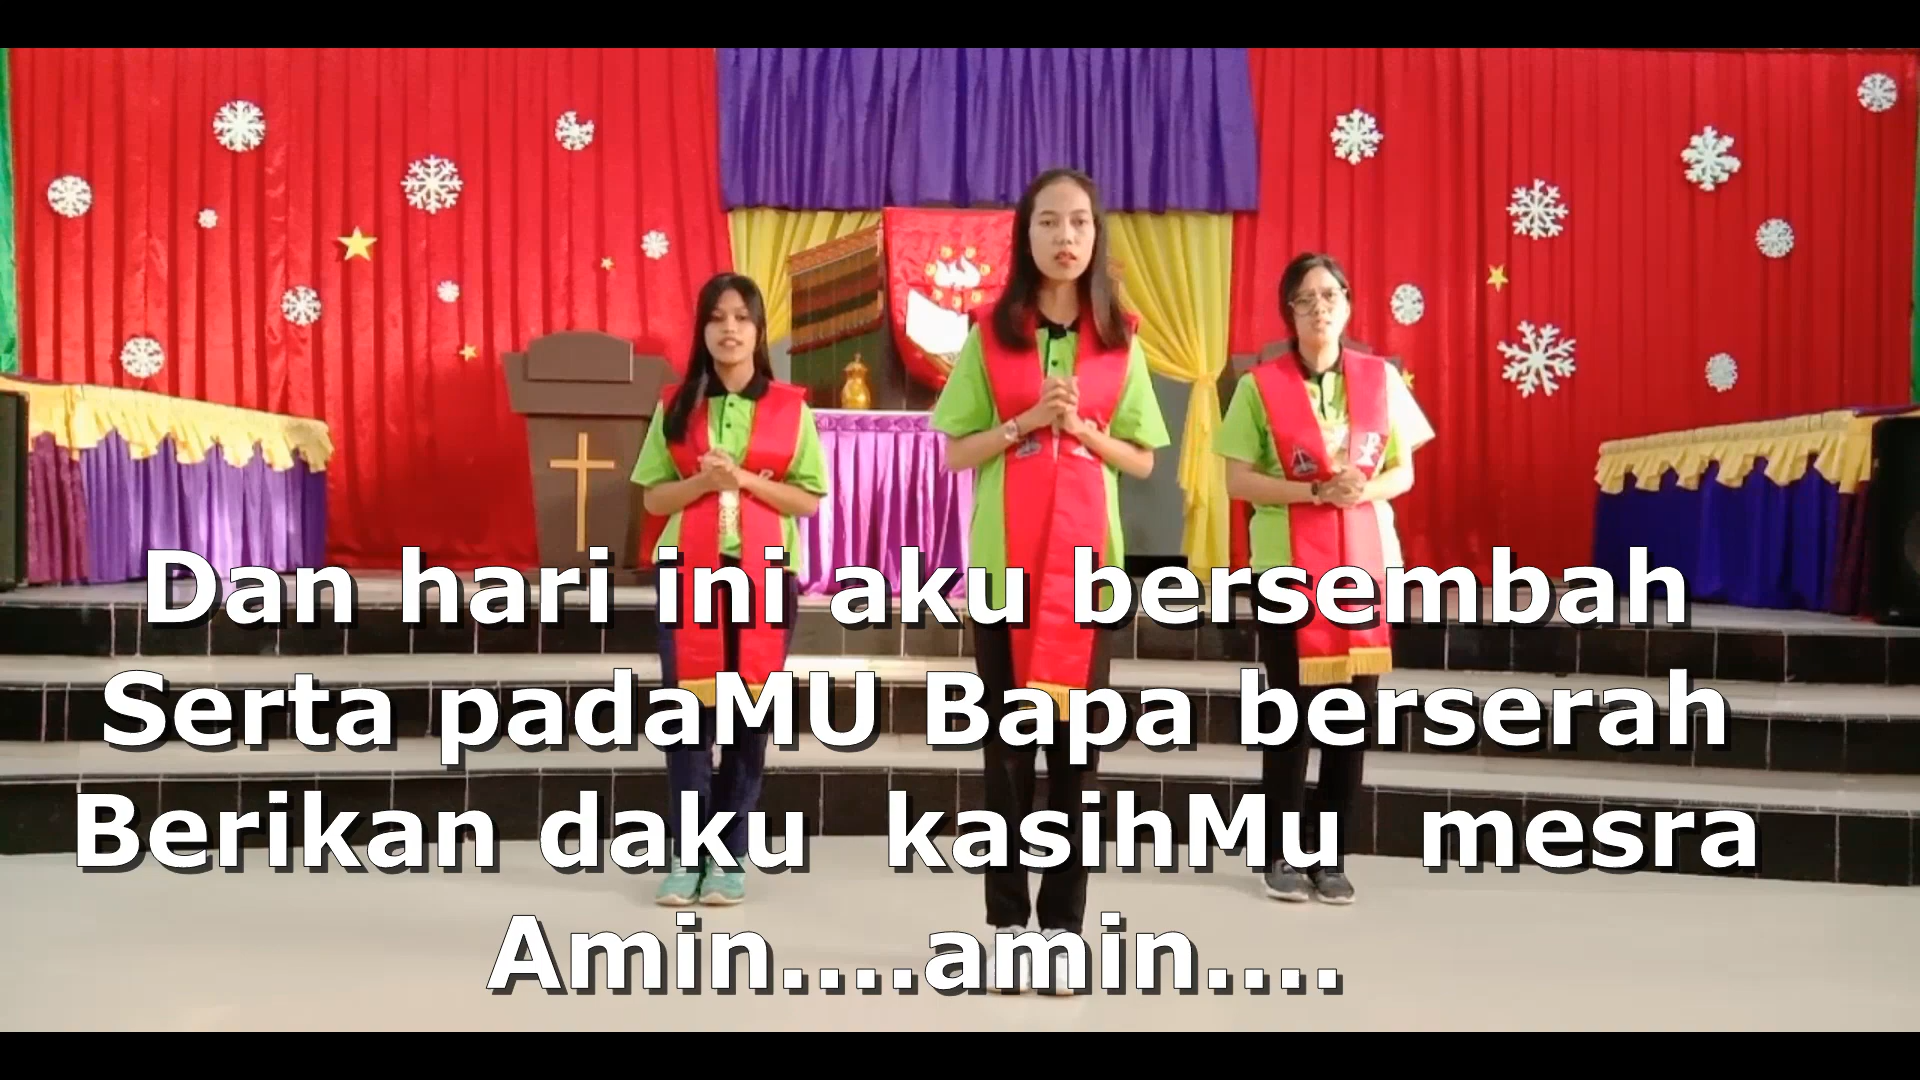 Dan hari ini aku bersembah
Serta padaMU Bapa berserah
Berikan daku kasihMu mesra
Amin....amin....